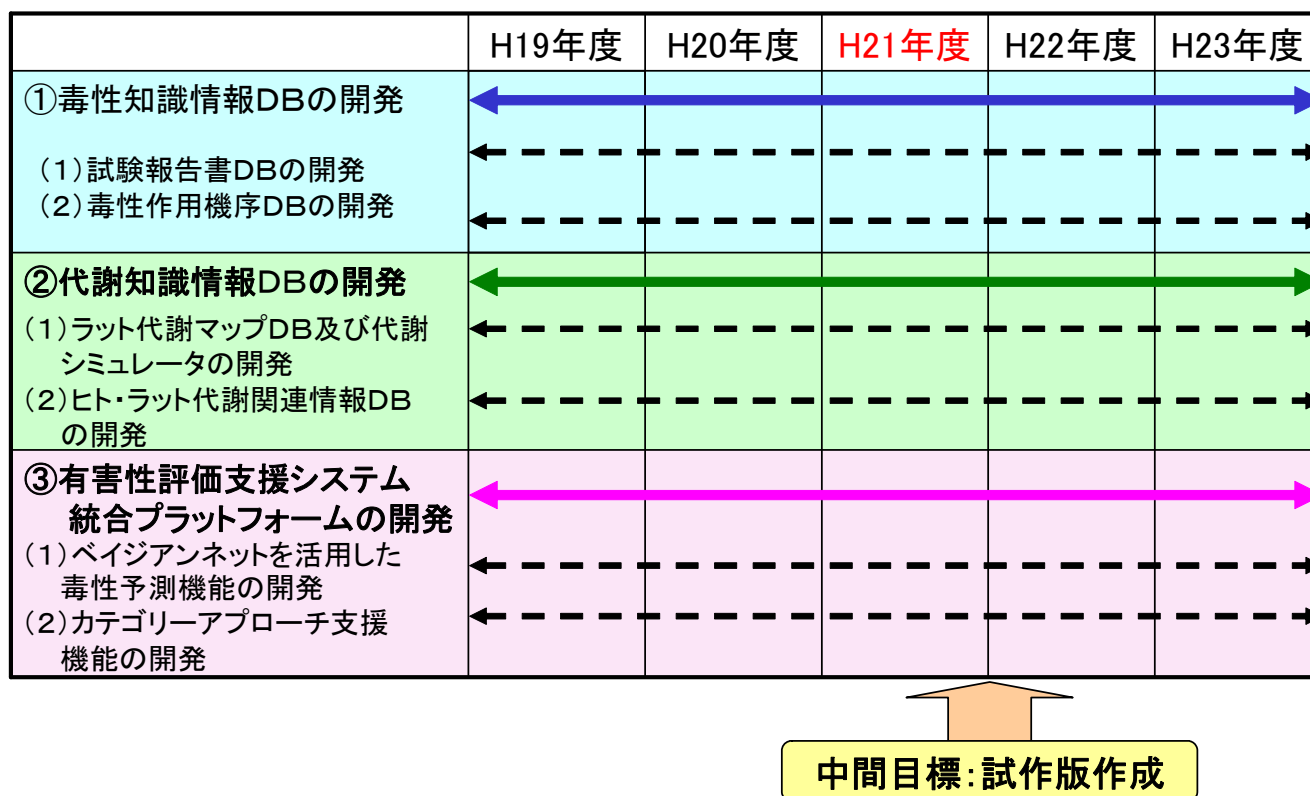 H19年度 H20年度 H21年度 H22年度 H23年度
①毒性知識情報DBの開発
(1)試験報告書DBの開発
(2)毒性作用機序DBの開発
②代謝知識情報DBの開発
(1)ラット代謝マップDB及び代謝
シミュレータの開発
(2)ヒト・ラット代謝関連情報DB
の開発
③有害性評価支援システム
統合プラットフォームの開発
(1)ベイジアンネットを活用した
毒性予測機能の開発
(2)カテゴリーアプローチ支援
機能の開発
中間目標:試作版作成